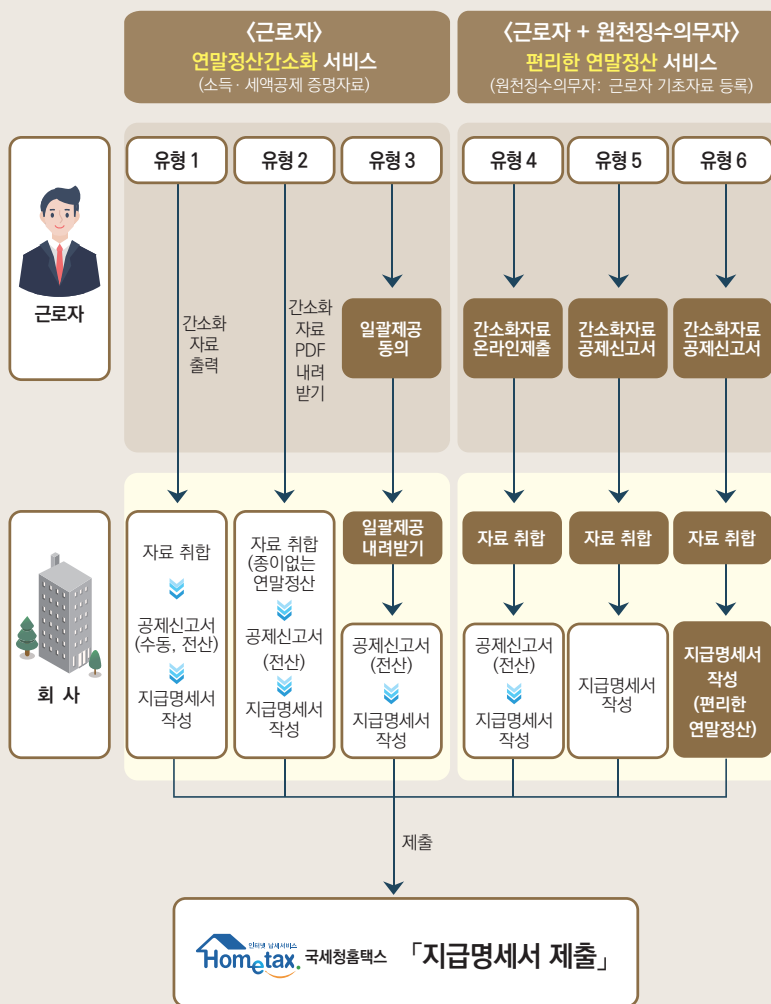 〈근로자〉
연말정산간소화 서비스
(소득·세액공제 증명자료)
〈근로자 + 원천징수의무자〉
편리한 연말정산 서비스
(원천징수의무자: 근로자 기초자료 등록)
근로자
유형 1
유형 2
유형 3
유형 4
유형 5
유형 6
간소화
자료
출력
간소화
자료
PDF
내려
받기
일괄제공
동의
간소화자료
온라인제출
간소화자료
공제신고서
간소화자료
공제신고서
회 사
자료 취합
공제신고서
(수동, 전산)
지급명세서
작성
자료 취합
(종이없는
연말정산
공제신고서
(전산)
지급명세서
작성
일괄제공
내려받기
공제신고서
(전산)
지급명세서
작성
자료 취합
공제신고서
(전산)
지급명세서
작성
자료 취합
지급명세서
작성
자료 취합
지급명세서
작성
(편리한
연말정산)
제출
인터넷 납세서비스
Hometax. 국세청홈택스 「지급명세서 제출」